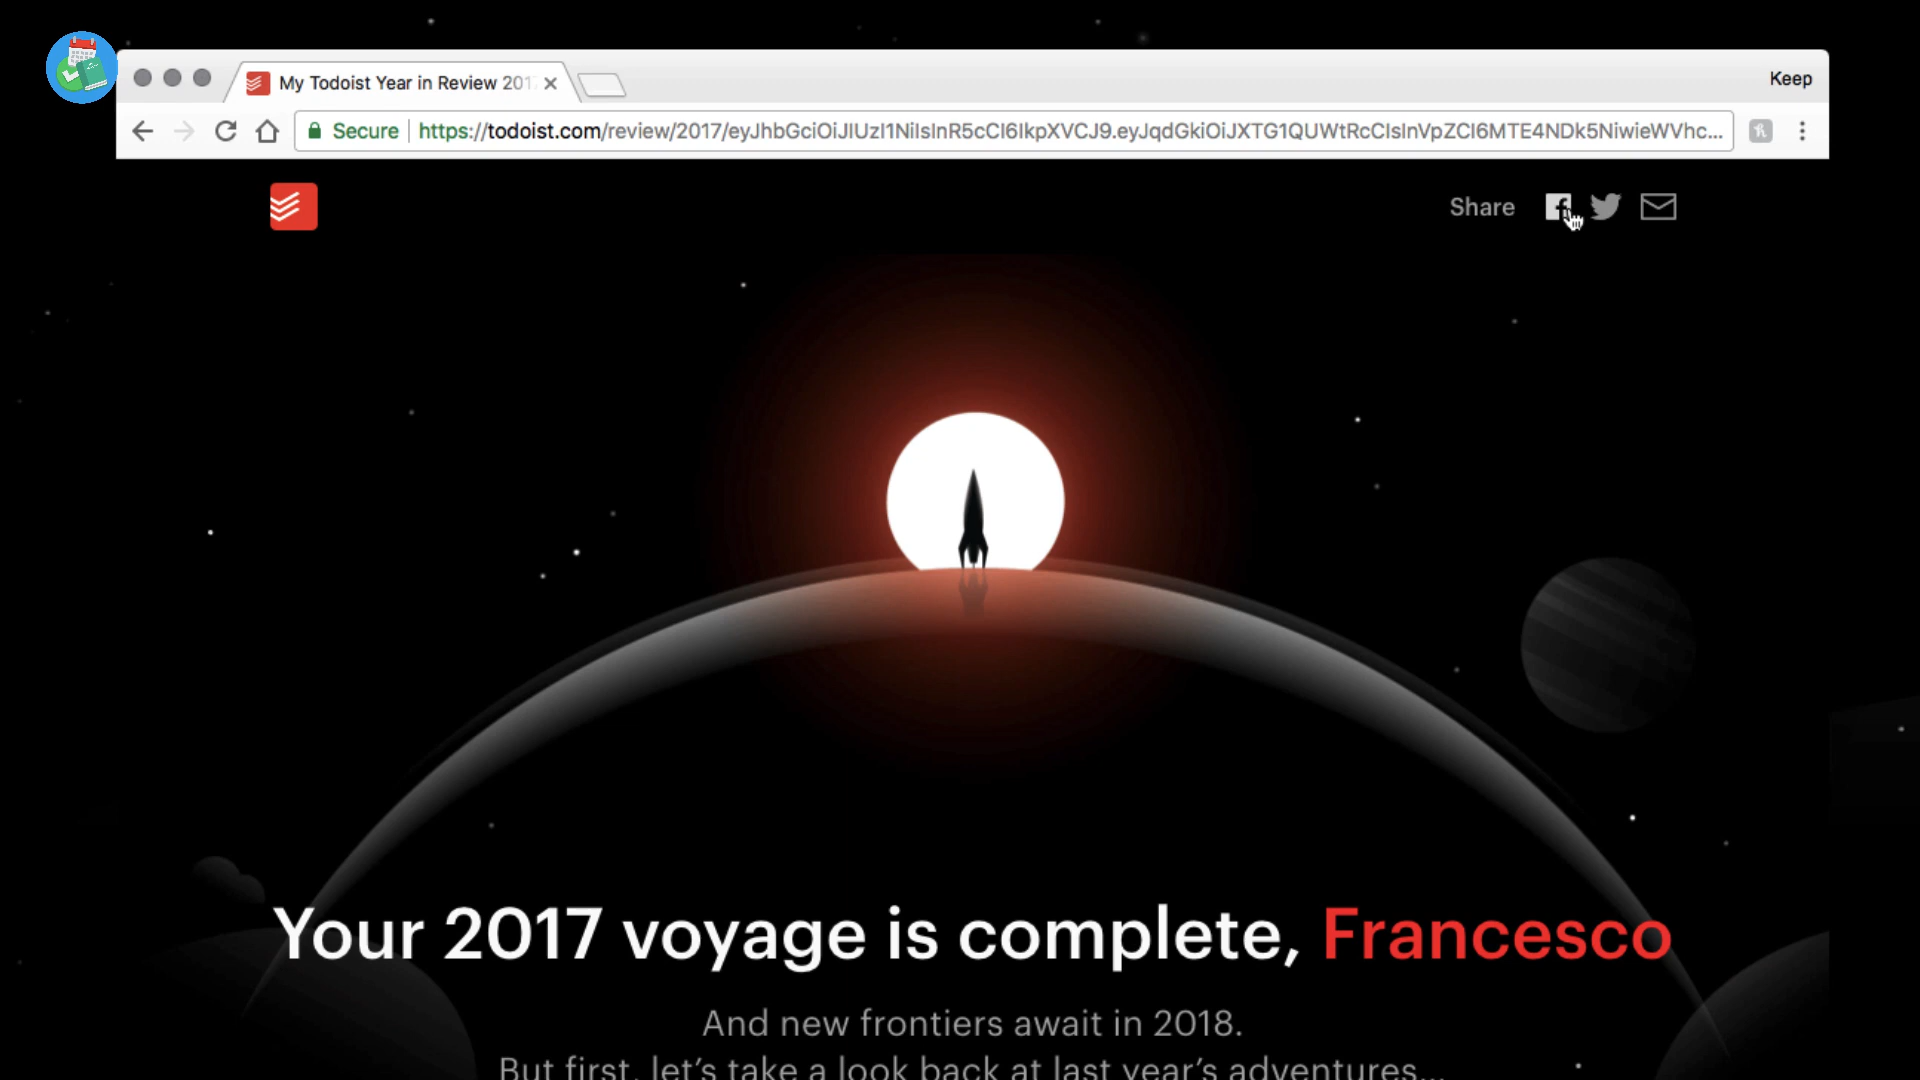 My Todoist Year in Review 201
Keep
Secure
https://todoist.com/review/2017/eyJhbGciOiJIUzI1NiIsInR5cCI6IkpXVCJ9.eyJqdGkiOiJXTG1QUWtRcCIsInVpZCI6MTE4NDk5NiwieWVhc...
Share
Your 2017 voyage is complete, Francesco
And new frontiers await in 2018.
But first, let's take a look back at last year's adventures...